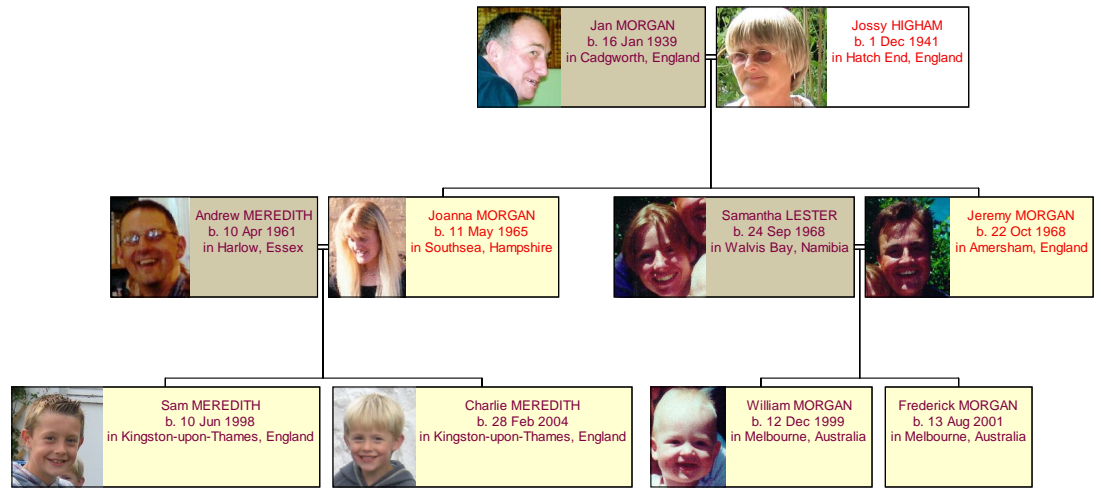 Jan MORGAN
b. 16 Jan 1939
in Cadgworth, England
Jossy HIGHAM
b. 1 Dec 1941
in Hatch End, England
Andrew MEREDITH
b. 10 Apr 1961
in Harlow, Essex
Joanna MORGAN
b. 11 May 1965
in Southsea, Hampshire
Samantha LESTER
b. 24 Sep 1968
in Walvis Bay, Namibia
Jeremy MORGAN
b. 22 Oct 1968
in Amersham, England
Sam MEREDITH
b. 10 Jun 1998
in Kingston-upon-Thames, England
Charlie MEREDITH
b. 28 Feb 2004
in Kingston-upon-Thames, England
William MORGAN
b. 12 Dec 1999
in Melbourne, Australia
Frederick MORGAN
b. 13 Aug 2001
in Melbourne, Australia